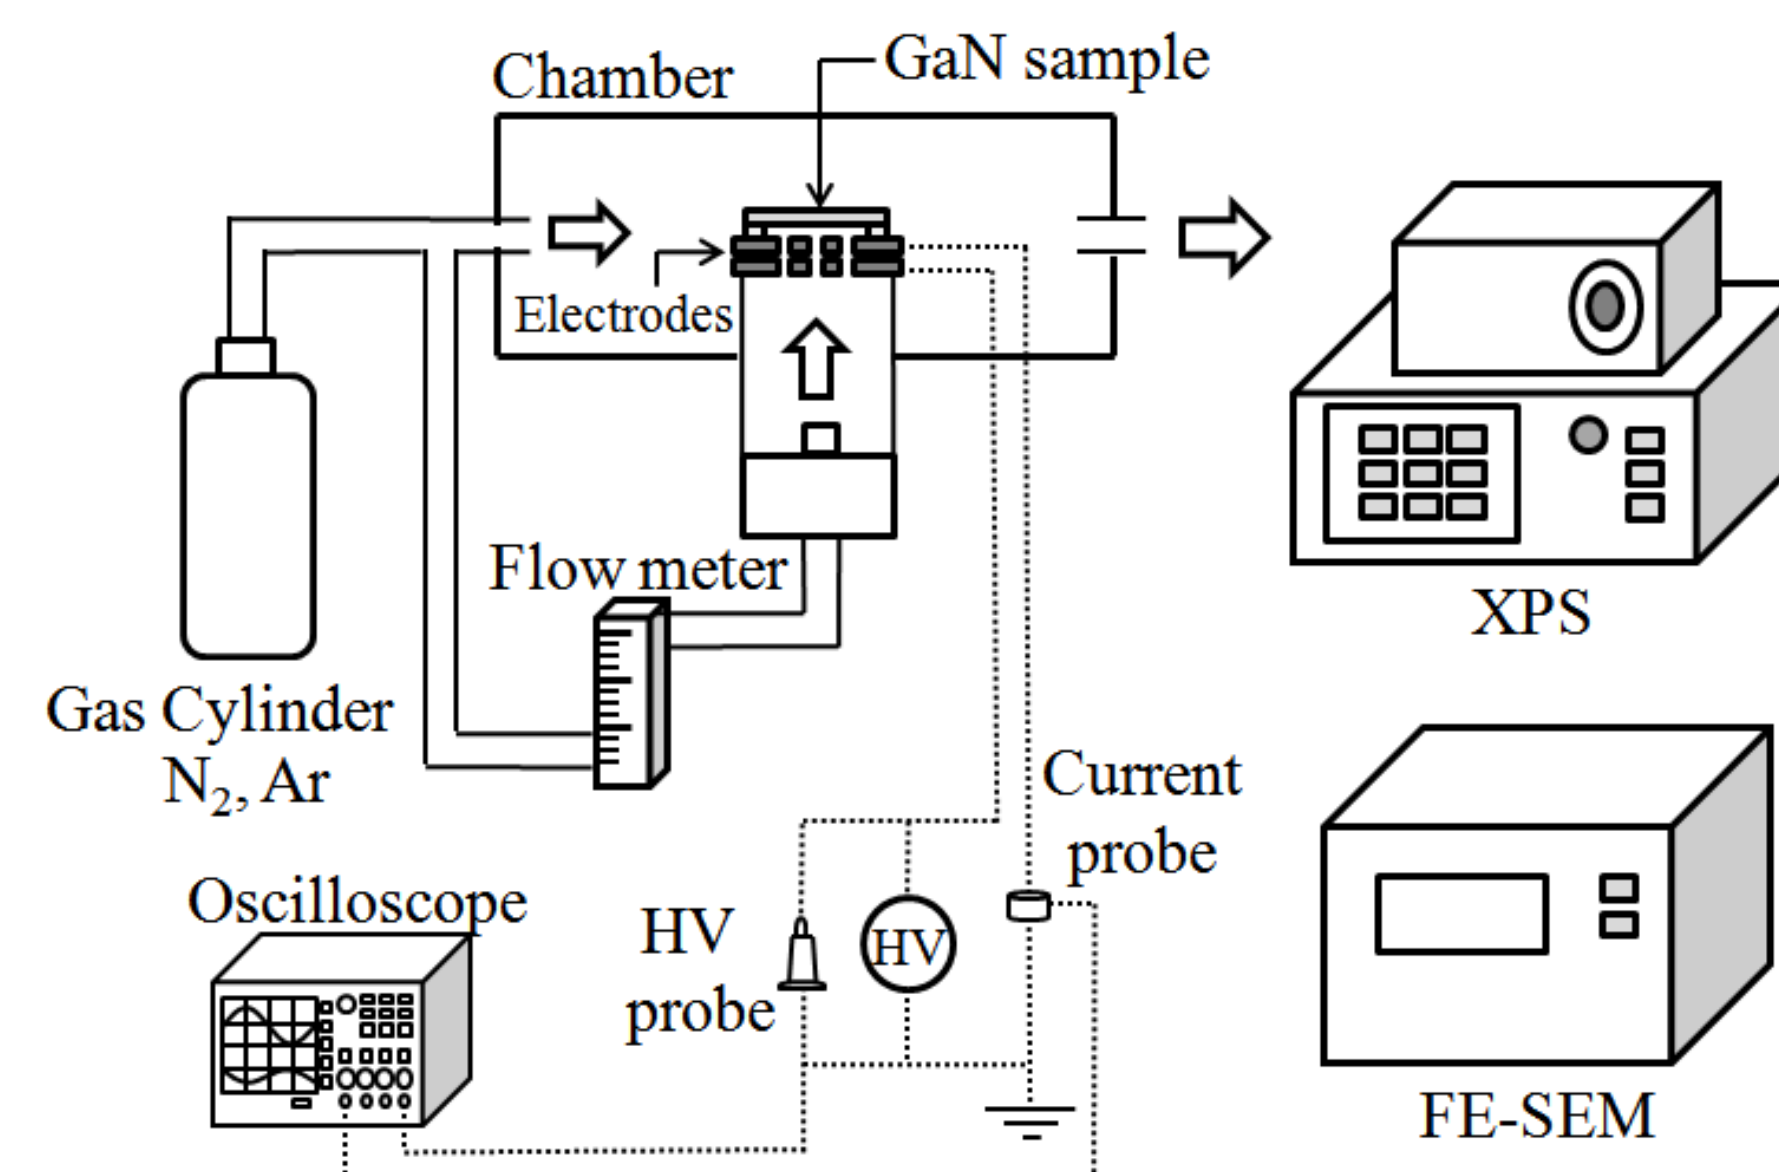 Chamber
GaN sample
Electrodes
Flow meter
XPS
Gas Cylinder
N₂, Ar
Current
probe
Oscilloscope
HV
probe
HV
FE-SEM